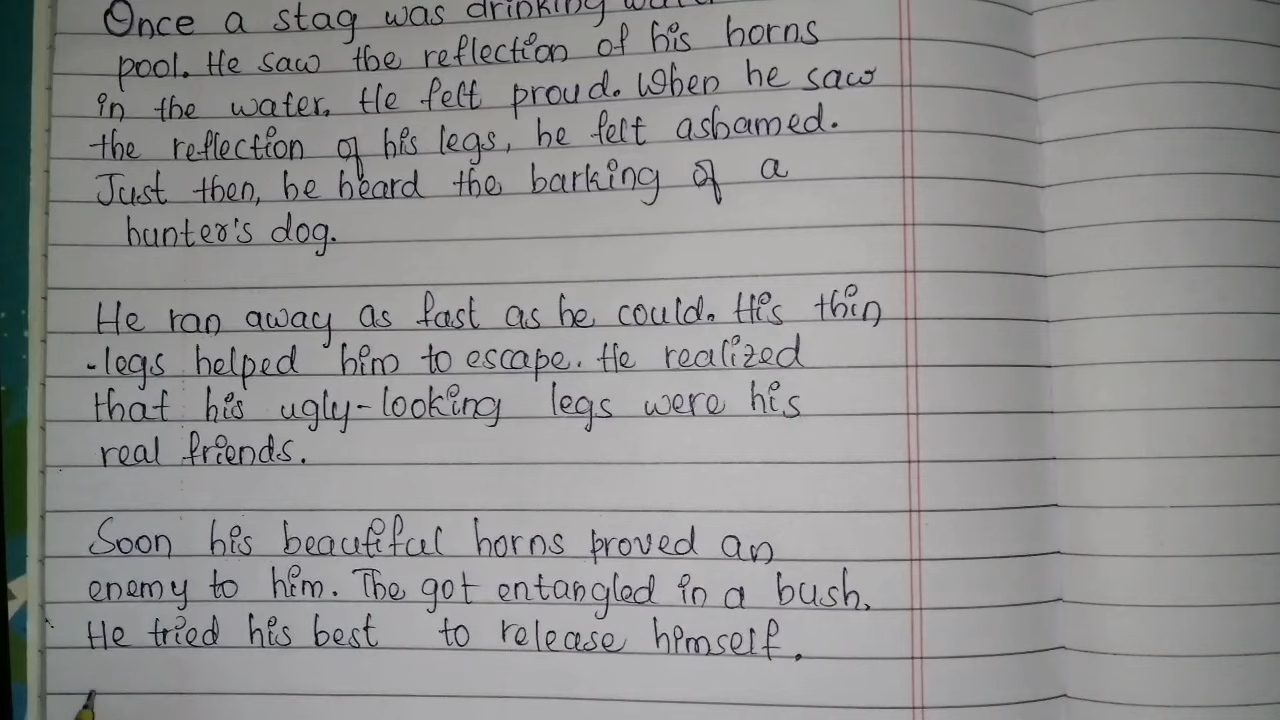 Once a stag was drinking water
pool. He saw the reflection of his horns
in the water. He felt proud. When he saw
the reflection of his legs, he felt ashamed.
Just then, he heard the barking of a
hunter's dog.
He ran away as fast as he could. His thin
-legs helped him to escape. He realized
that his ugly-looking legs were his
real friends.
Soon his beautiful horns proved an
enemy to him. The got entangled in a bush.
He tried his best to release himself.